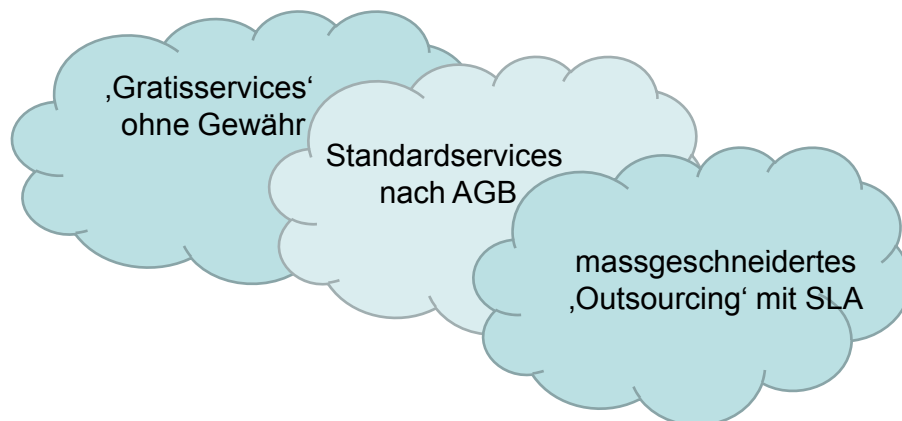 ‚Gratisservices‘
ohne Gewähr
Standardservices
nach AGB
massgeschneidertes
‚Outsourcing‘ mit SLA